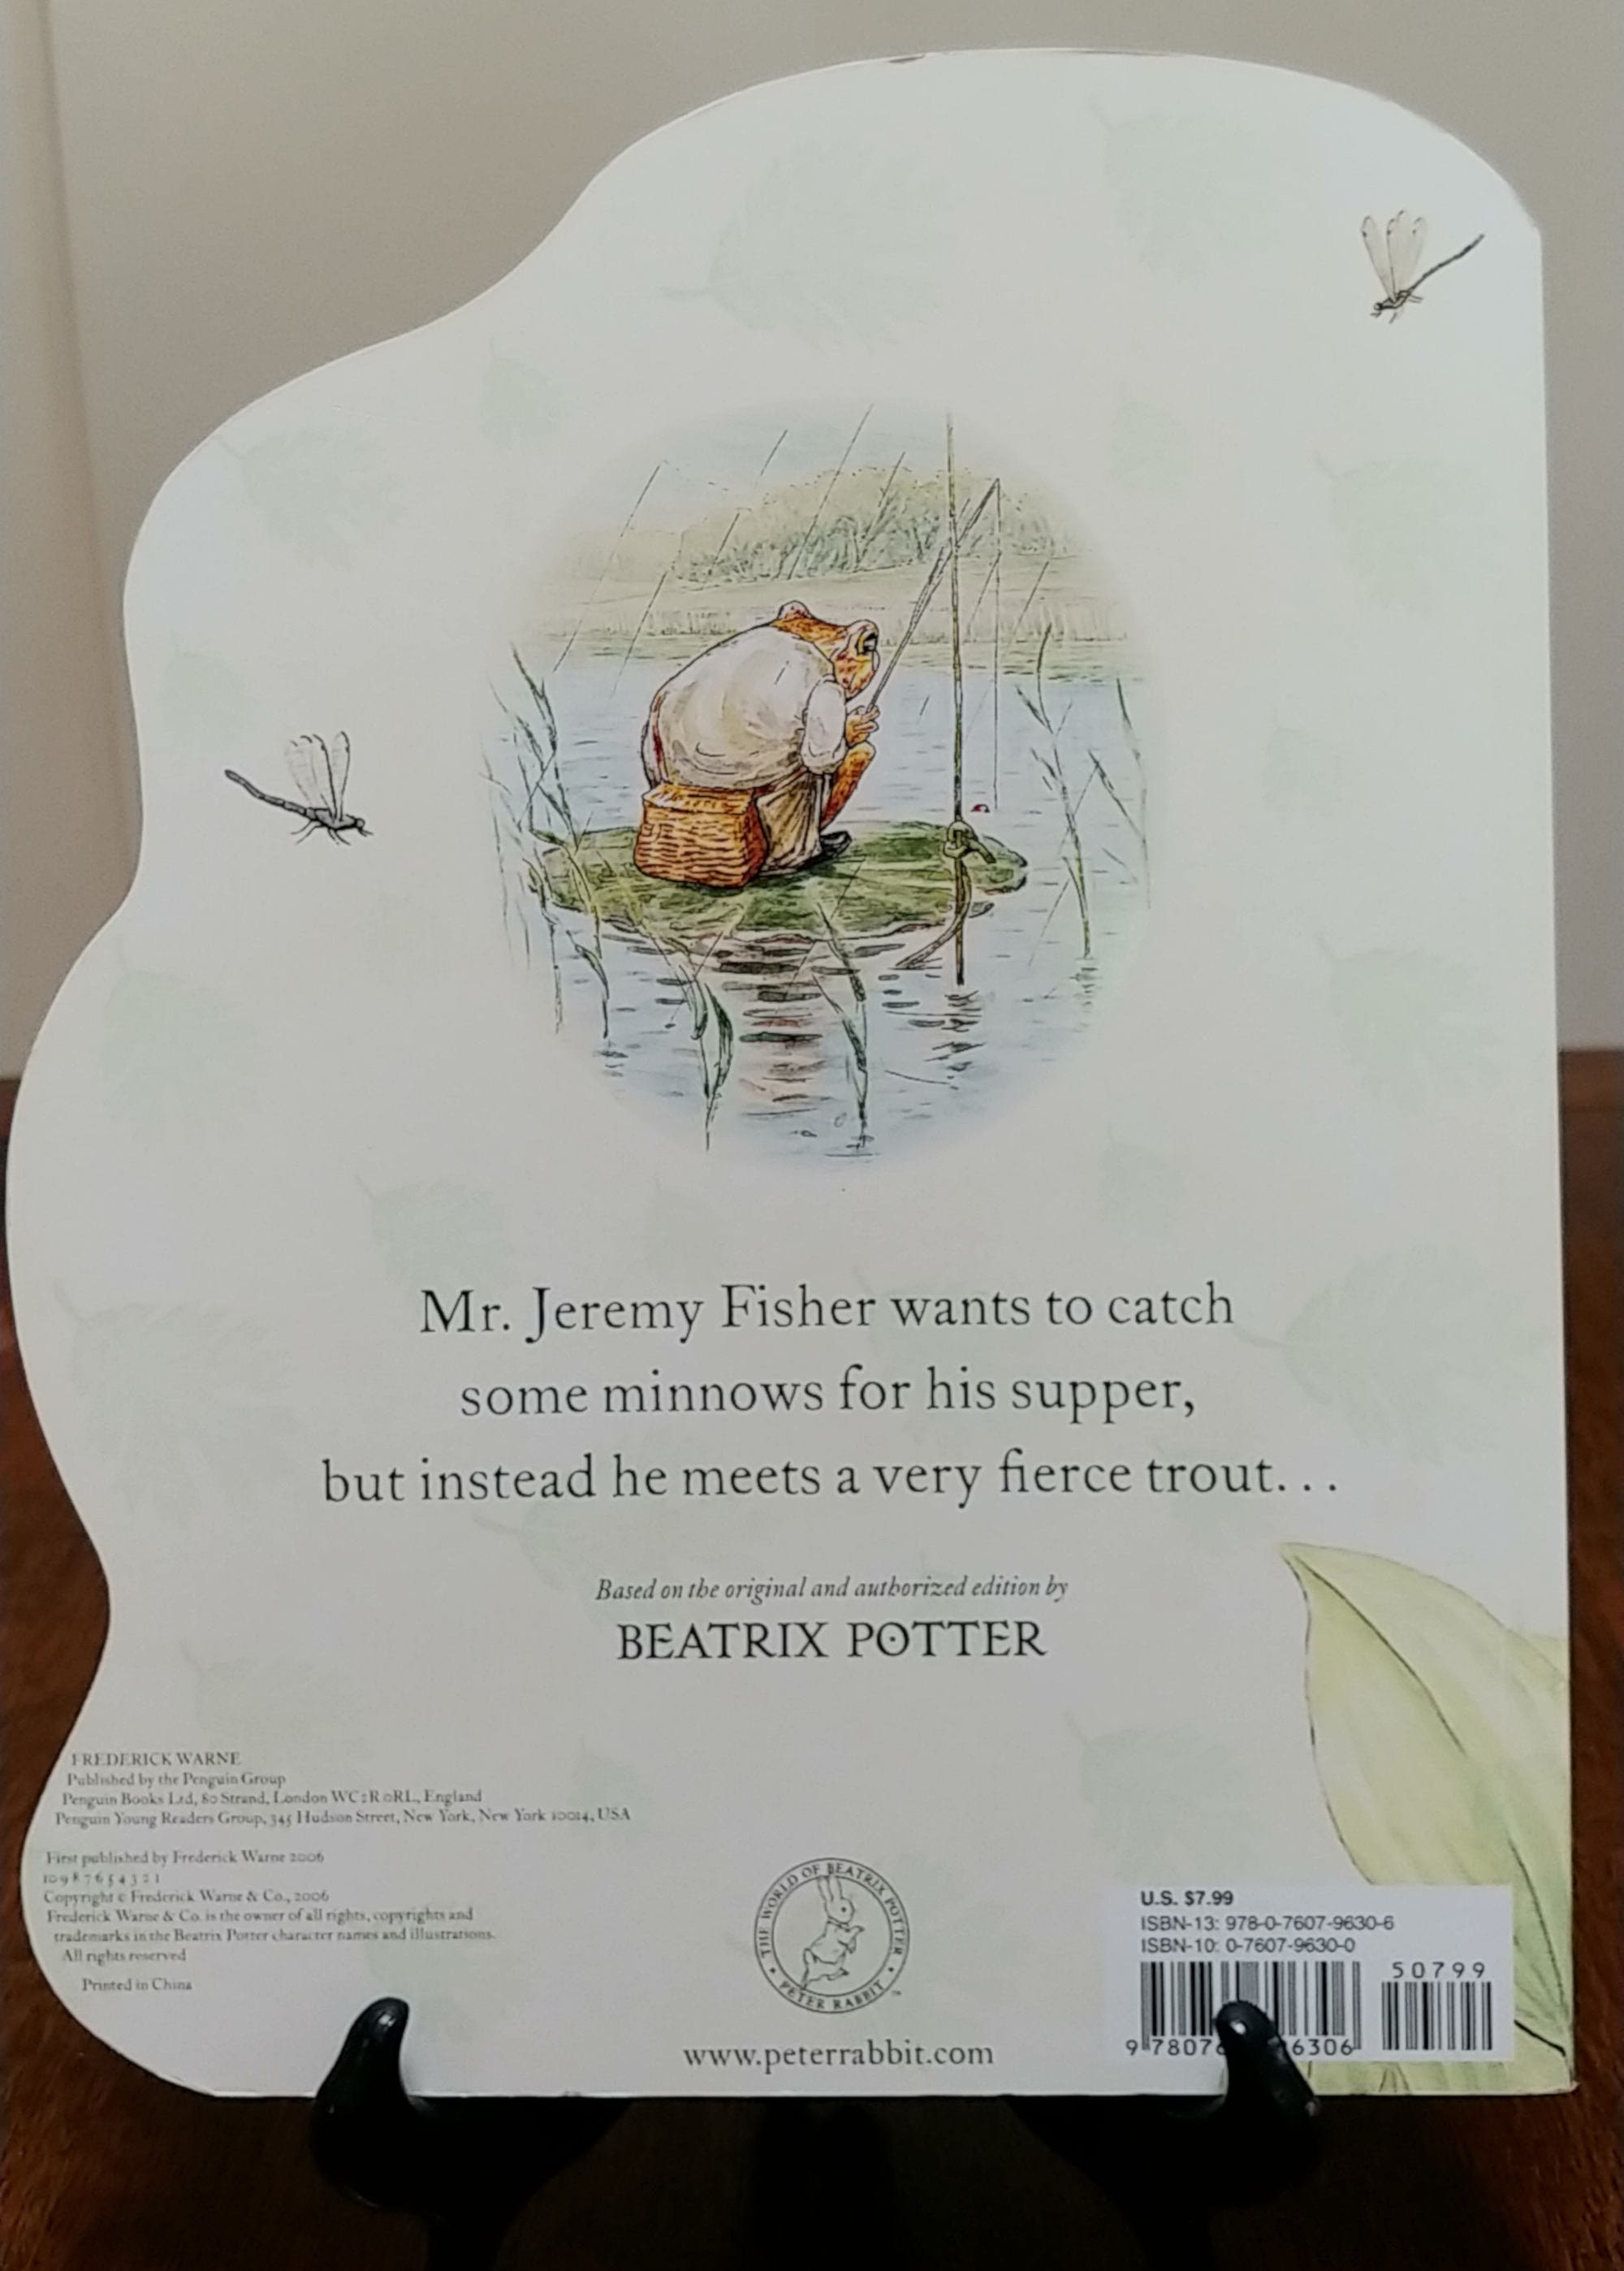 Mr. Jeremy Fisher wants to catch
some minnows for his supper,
but instead he meets a very fierce trout...
Based on the original and authorized edition by
BEATRIX POTTER
FREDERICK WARNE
Published by the Penguin Group
Penguin Books Ltd, 80 Strand, London WC2R 0RL, England
Penguin Young Readers Group, 345 Hudson Street, New York, New York 10014, USA
First published by Frederick Warne 2006
10 9 8 7 6 5 4 3 2 1
Copyright © Frederick Warne & Co., 2006
Frederick Warne & Co. is the owner of all rights, copyrights and
trademarks in the Beatrix Potter character names and illustrations.
All rights reserved
Printed in China
THE WORLD OF BEATRIX POTTER
• PETER RABBIT • ™
www.peterrabbit.com
U.S. $7.99
ISBN-13: 978-0-7607-9630-6
ISBN-10: 0-7607-9630-0
50799
9 78076 6306